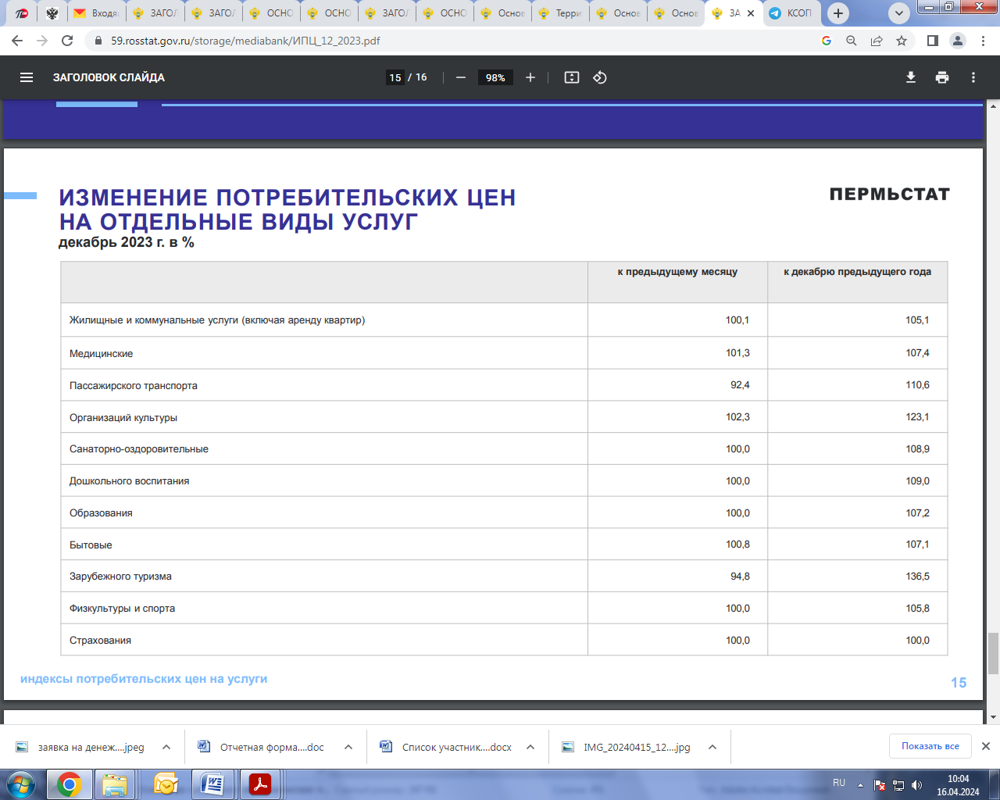 Входя
ЗАГОЛ
ЗАГОЛ
ОСНО
ОСНО
ЗАГОЛ
ОСНО
Основ
Террит
Основ
Основ
ЗА
КСОП
59.rosstat.gov.ru/storage/mediabank/ИПЦ_12_2023.pdf
ЗАГОЛОВОК СЛАЙДА
15 / 16
98%
ИЗМЕНЕНИЕ ПОТРЕБИТЕЛЬСКИХ ЦЕН
НА ОТДЕЛЬНЫЕ ВИДЫ УСЛУГ
декабрь 2023 г. в %
ПЕРМЬСТАТ
к предыдущему месяцу к декабрю предыдущего года
Жилищные и коммунальные услуги (включая аренду квартир) 100,1 105,1
Медицинские 101,3 107,4
Пассажирского транспорта 92,4 110,6
Организаций культуры 102,3 123,1
Санаторно-оздоровительные 100,0 108,9
Дошкольного воспитания 100,0 109,0
Образования 100,0 107,2
Бытовые 100,8 107,1
Зарубежного туризма 94,8 136,5
Физкультуры и спорта 100,0 105,8
Страхования 100,0 100,0
индексы потребительских цен на услуги
15
заявка на денеж....jpeg
Отчетная форма....doc
Список участник....docx
IMG_20240415_12....jpg
Показать все
RU
10:04
16.04.2024